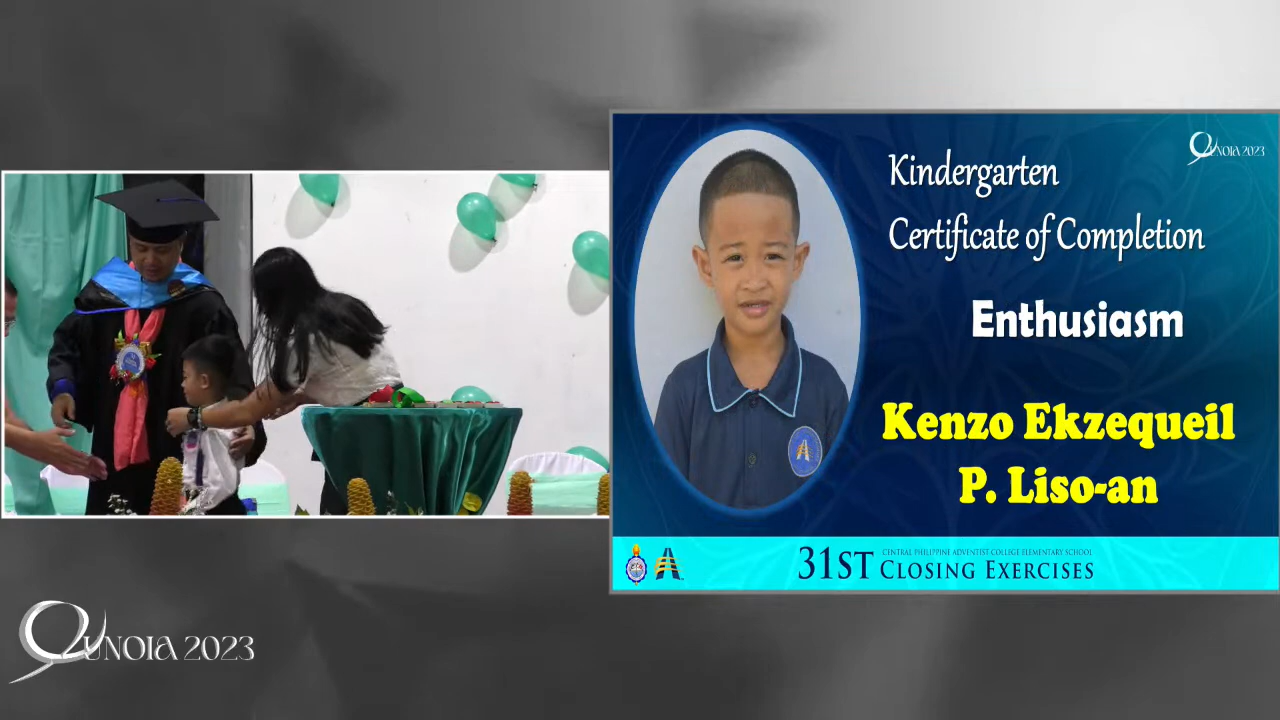 QUNOIA 2023
Kindergarten
Certificate of Completion
Enthusiasm
Kenzo Ekzequeil
P. Liso-an
CENTRAL PHILIPPINE ADVENTIST COLLEGE ELEMENTARY SCHOOL
31ST CLOSING EXERCISES
QUNOIA 2023